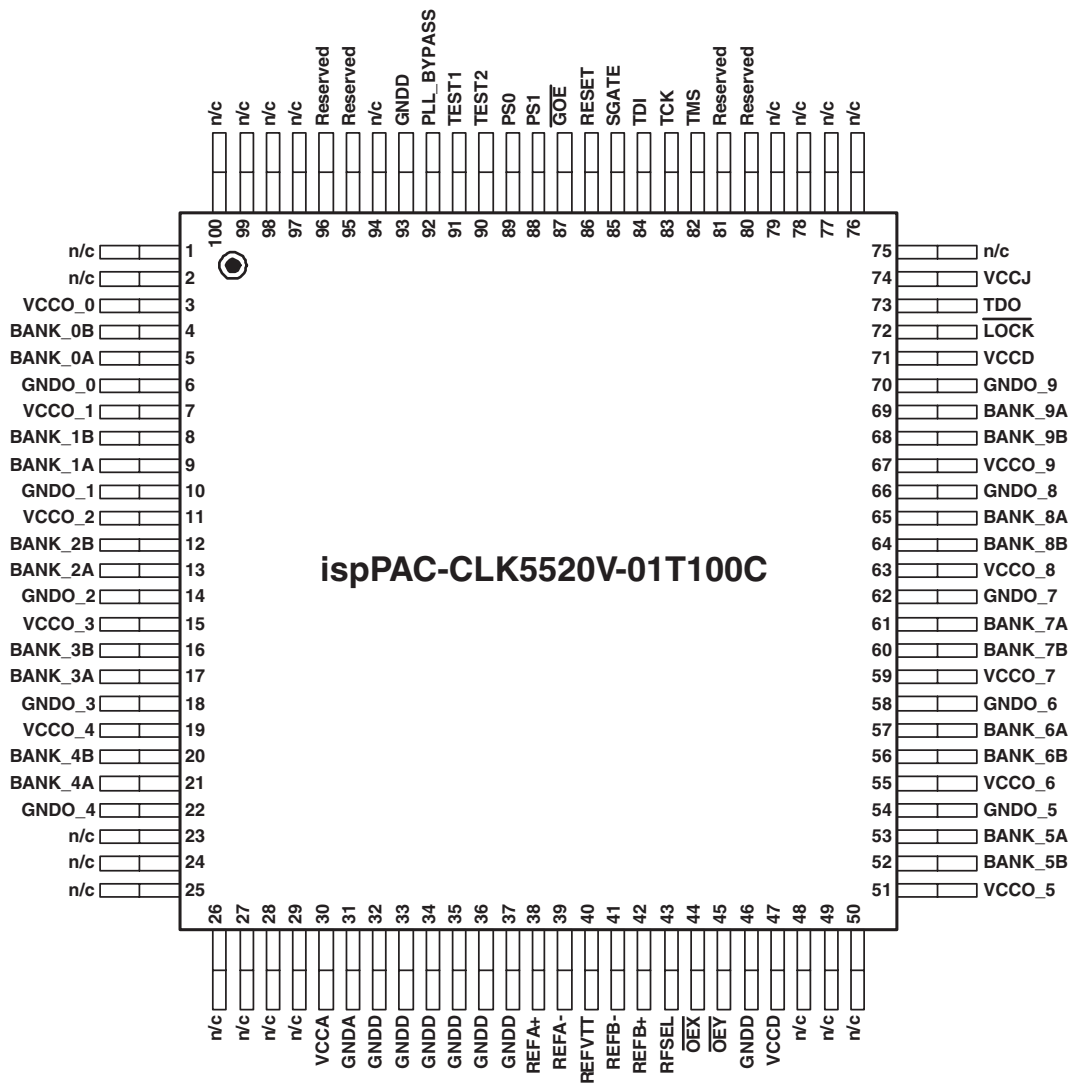 n/c n/c n/c n/c Reserved Reserved n/c GNDD PLL_BYPASS TEST1 TEST2 PS0 PS1 GOE RESET SGATE TDI TCK TMS Reserved Reserved n/c n/c n/c n/c
100 99 98 97 96 95 94 93 92 91 90 89 88 87 86 85 84 83 82 81 80 79 78 77 76
n/c 1 75 n/c
n/c 2 74 VCCJ
VCCO_0 3 73 TDO
BANK_0B 4 72 LOCK
BANK_0A 5 71 VCCD
GNDO_0 6 70 GNDO_9
VCCO_1 7 69 BANK_9A
BANK_1B 8 68 BANK_9B
BANK_1A 9 67 VCCO_9
GNDO_1 10 66 GNDO_8
VCCO_2 11 65 BANK_8A
BANK_2B 12 64 BANK_8B
BANK_2A 13 63 VCCO_8
ispPAC-CLK5520V-01T100C
GNDO_2 14 62 GNDO_7
VCCO_3 15 61 BANK_7A
BANK_3B 16 60 BANK_7B
BANK_3A 17 59 VCCO_7
GNDO_3 18 58 GNDO_6
VCCO_4 19 57 BANK_6A
BANK_4B 20 56 BANK_6B
BANK_4A 21 55 VCCO_6
GNDO_4 22 54 GNDO_5
n/c 23 53 BANK_5A
n/c 24 52 BANK_5B
n/c 25 51 VCCO_5
26 27 28 29 30 31 32 33 34 35 36 37 38 39 40 41 42 43 44 45 46 47 48 49 50
n/c n/c n/c n/c VCCA GNDA GNDD GNDD GNDD GNDD GNDD GNDD REFA+ REFA- REFVTT REFB- REFB+ RFSEL OEX OEY GNDD VCCD n/c n/c n/c